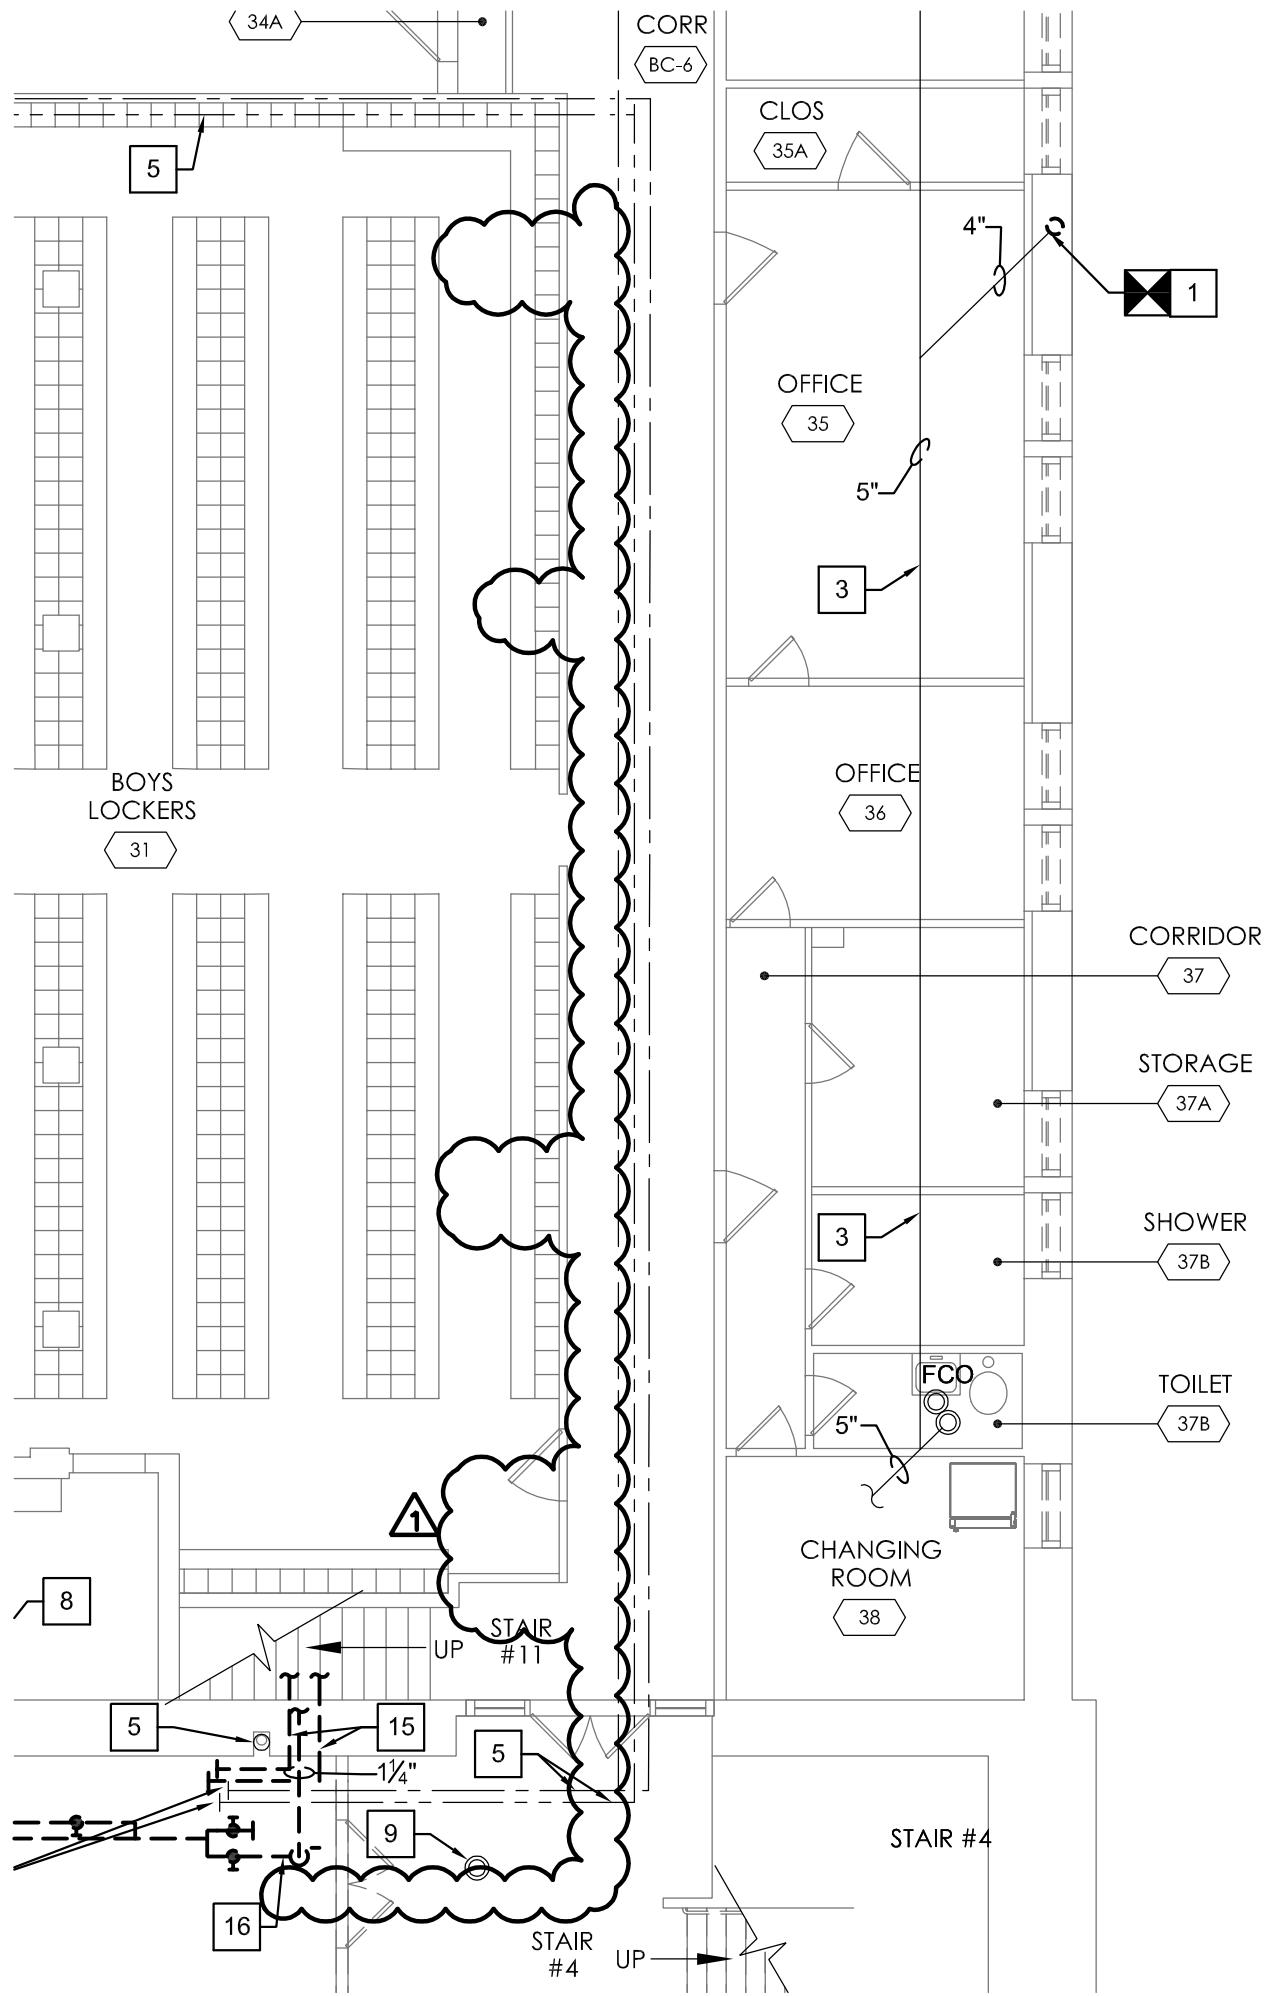 34A
CORR
BC-6
CLOS
35A
5
4"
1
OFFICE
35
5"
3
OFFICE
36
BOYS
LOCKERS
31
CORRIDOR
37
STORAGE
37A
3
SHOWER
37B
FCO
TOILET
37B
5"
1
CHANGING
ROOM
38
8
STAIR
#11
UP
5
15
5
1¼"
9
STAIR #4
16
STAIR
#4
UP